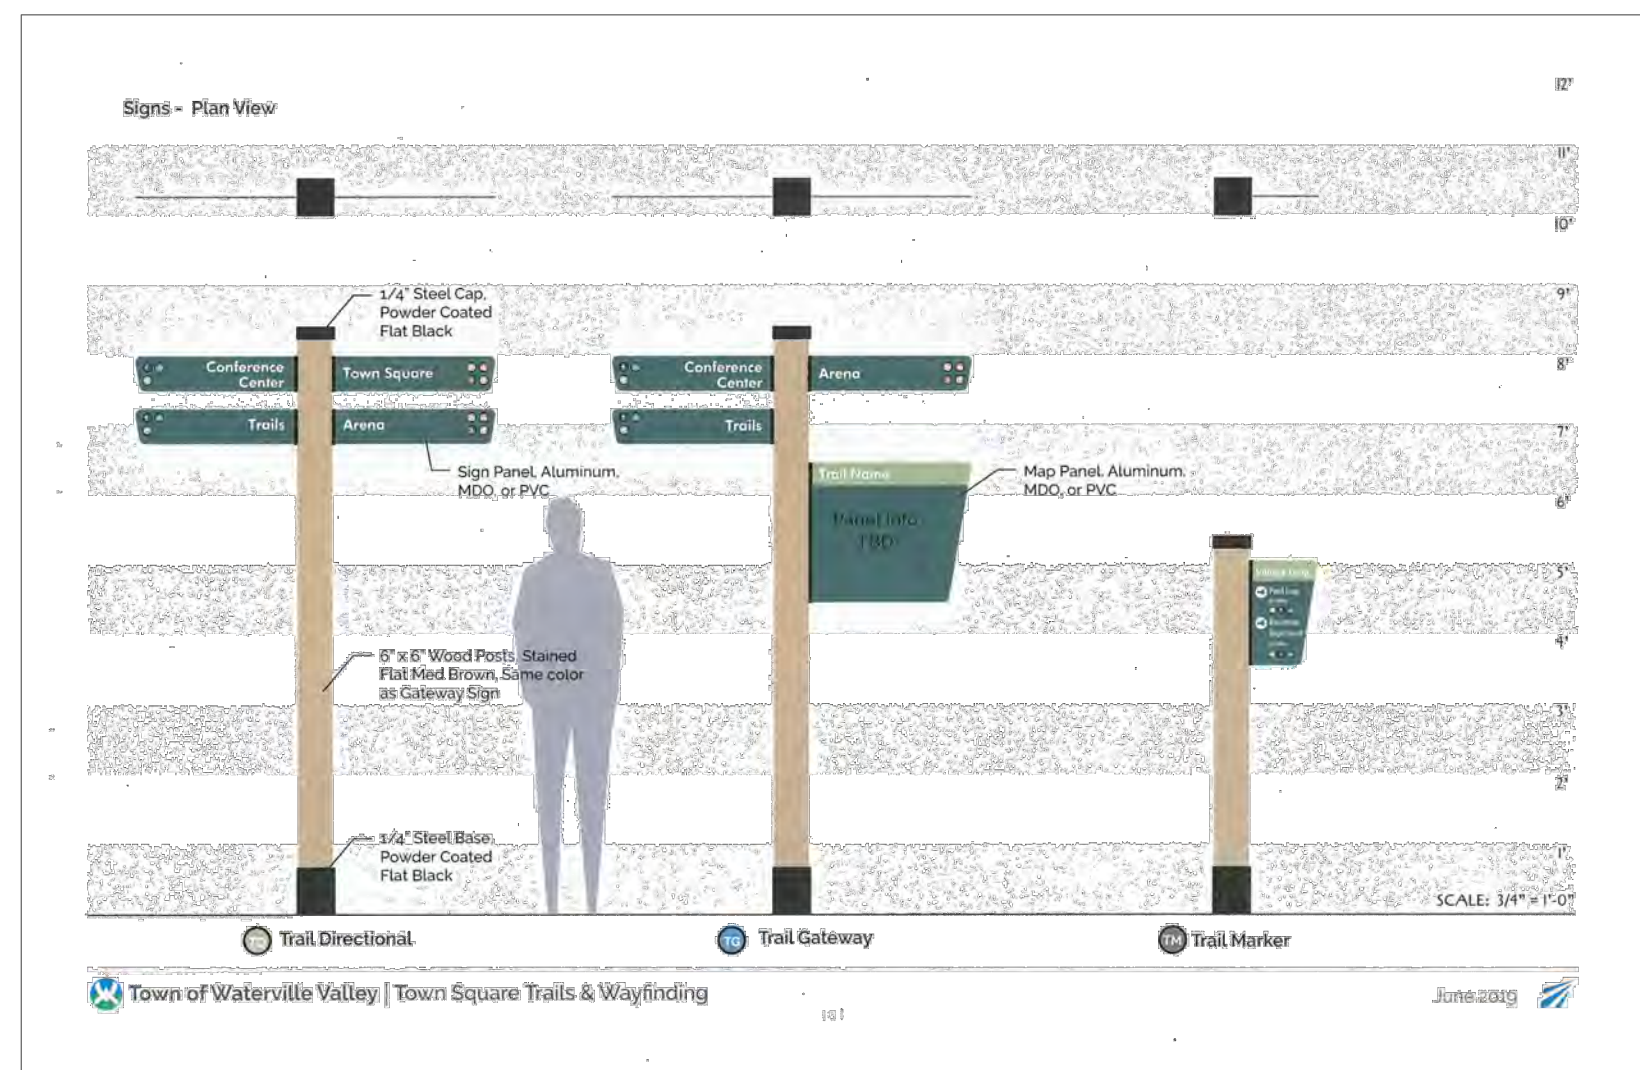 Signs - Plan View
12'
11'
10'
9'
8'
7'
6'
5'
4'
3'
2'
1'
1/4" Steel Cap,
Powder Coated
Flat Black
Conference
Center
Town Square
Trails
Arena
Sign Panel, Aluminum,
MDO, or PVC
6" x 6" Wood Posts, Stained
Flat Med Brown, Same color
as Gateway Sign
1/4" Steel Base,
Powder Coated
Flat Black
Conference
Center
Arena
Trails
Trail Name
Panel Info
TBD
Map Panel, Aluminum,
MDO, or PVC
SCALE: 3/4" = 1'-0"
TD Trail Directional
TG Trail Gateway
TM Trail Marker
Town of Waterville Valley | Town Square Trails & Wayfinding
June 2019